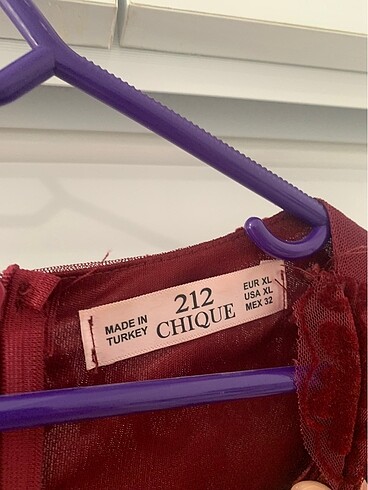 MADE IN
TURKEY
212
CHIQUE
EUR XL
USA XL
MEX 32